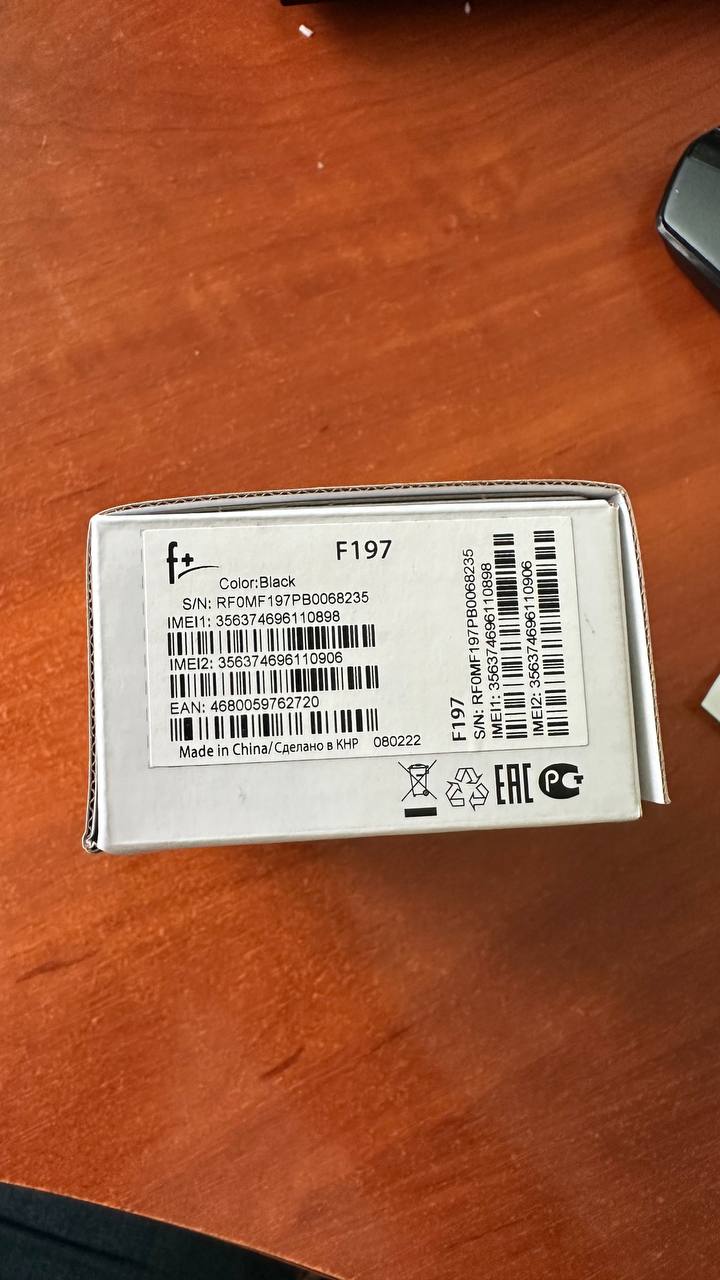 f+
F197
Color:Black
S/N: RF0MF197PB0068235
IMEI1: 356374696110898
IMEI2: 356374696110906
EAN: 4680059762720
Made in China/Сделано в КНР 080222
F197
S/N: RF0MF197PB0068235
IMEI1: 356374696110898
IMEI2: 356374696110906
EAC
РСТ